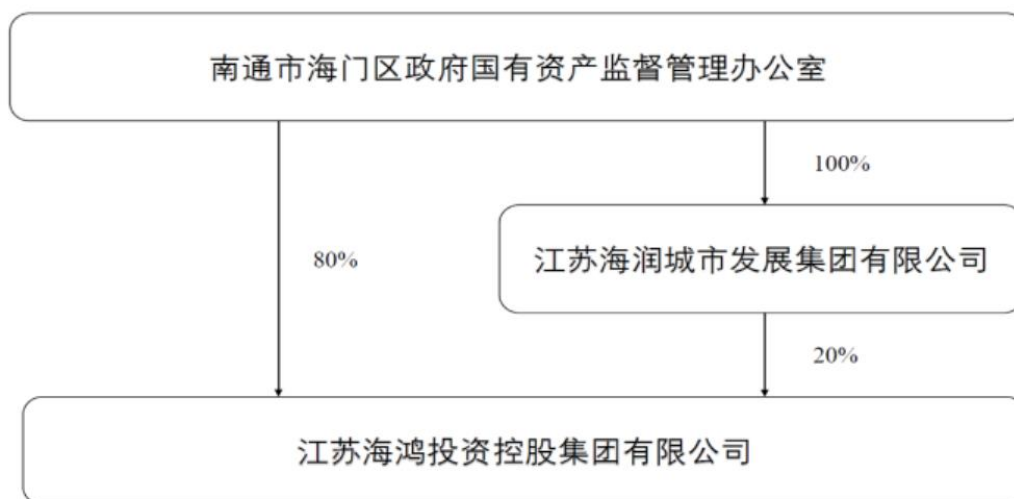 南通市海门区政府国有资产监督管理办公室
100%
80%
江苏海润城市发展集团有限公司
20%
江苏海鸿投资控股集团有限公司